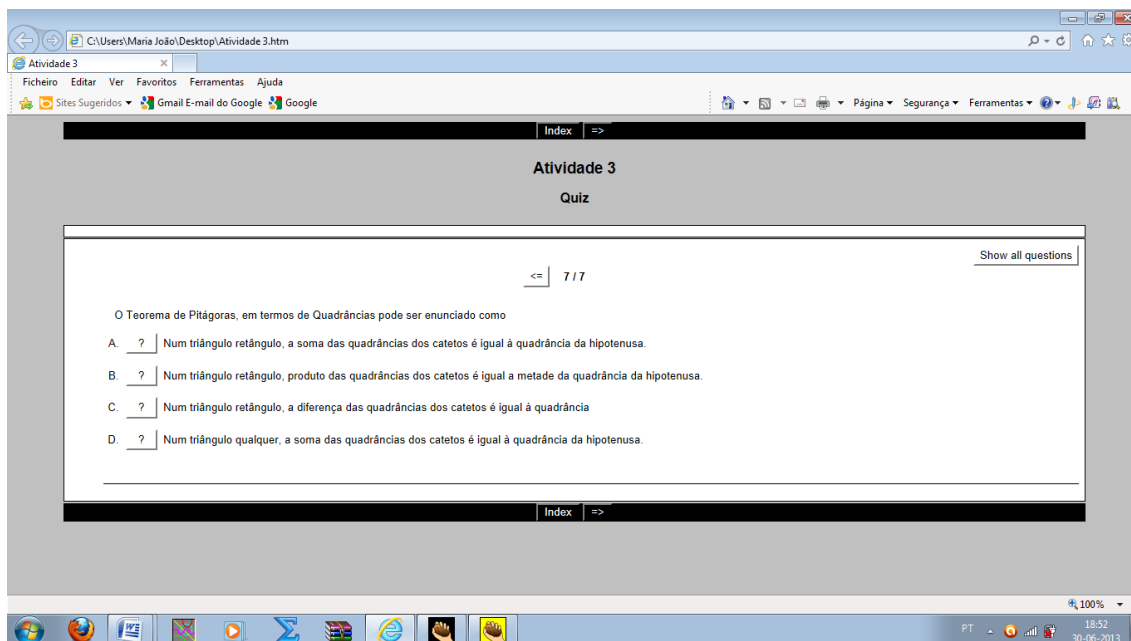 C:\Users\Maria João\Desktop\Atividade 3.htm
Atividade 3
Ficheiro Editar Ver Favoritos Ferramentas Ajuda
Sites Sugeridos Gmail E-mail do Google Google Página Segurança Ferramentas
Index =>
Atividade 3
Quiz
Show all questions
<= 7 / 7
O Teorema de Pitágoras, em termos de Quadrâncias pode ser enunciado como
A. ? Num triângulo retângulo, a soma das quadrâncias dos catetos é igual à quadrância da hipotenusa.
B. ? Num triângulo retângulo, produto das quadrâncias dos catetos é igual a metade da quadrância da hipotenusa.
C. ? Num triângulo retângulo, a diferença das quadrâncias dos catetos é igual à quadrância
D. ? Num triângulo qualquer, a soma das quadrâncias dos catetos é igual à quadrância da hipotenusa.
Index =>
100%
PT 18:52
30-06-2013